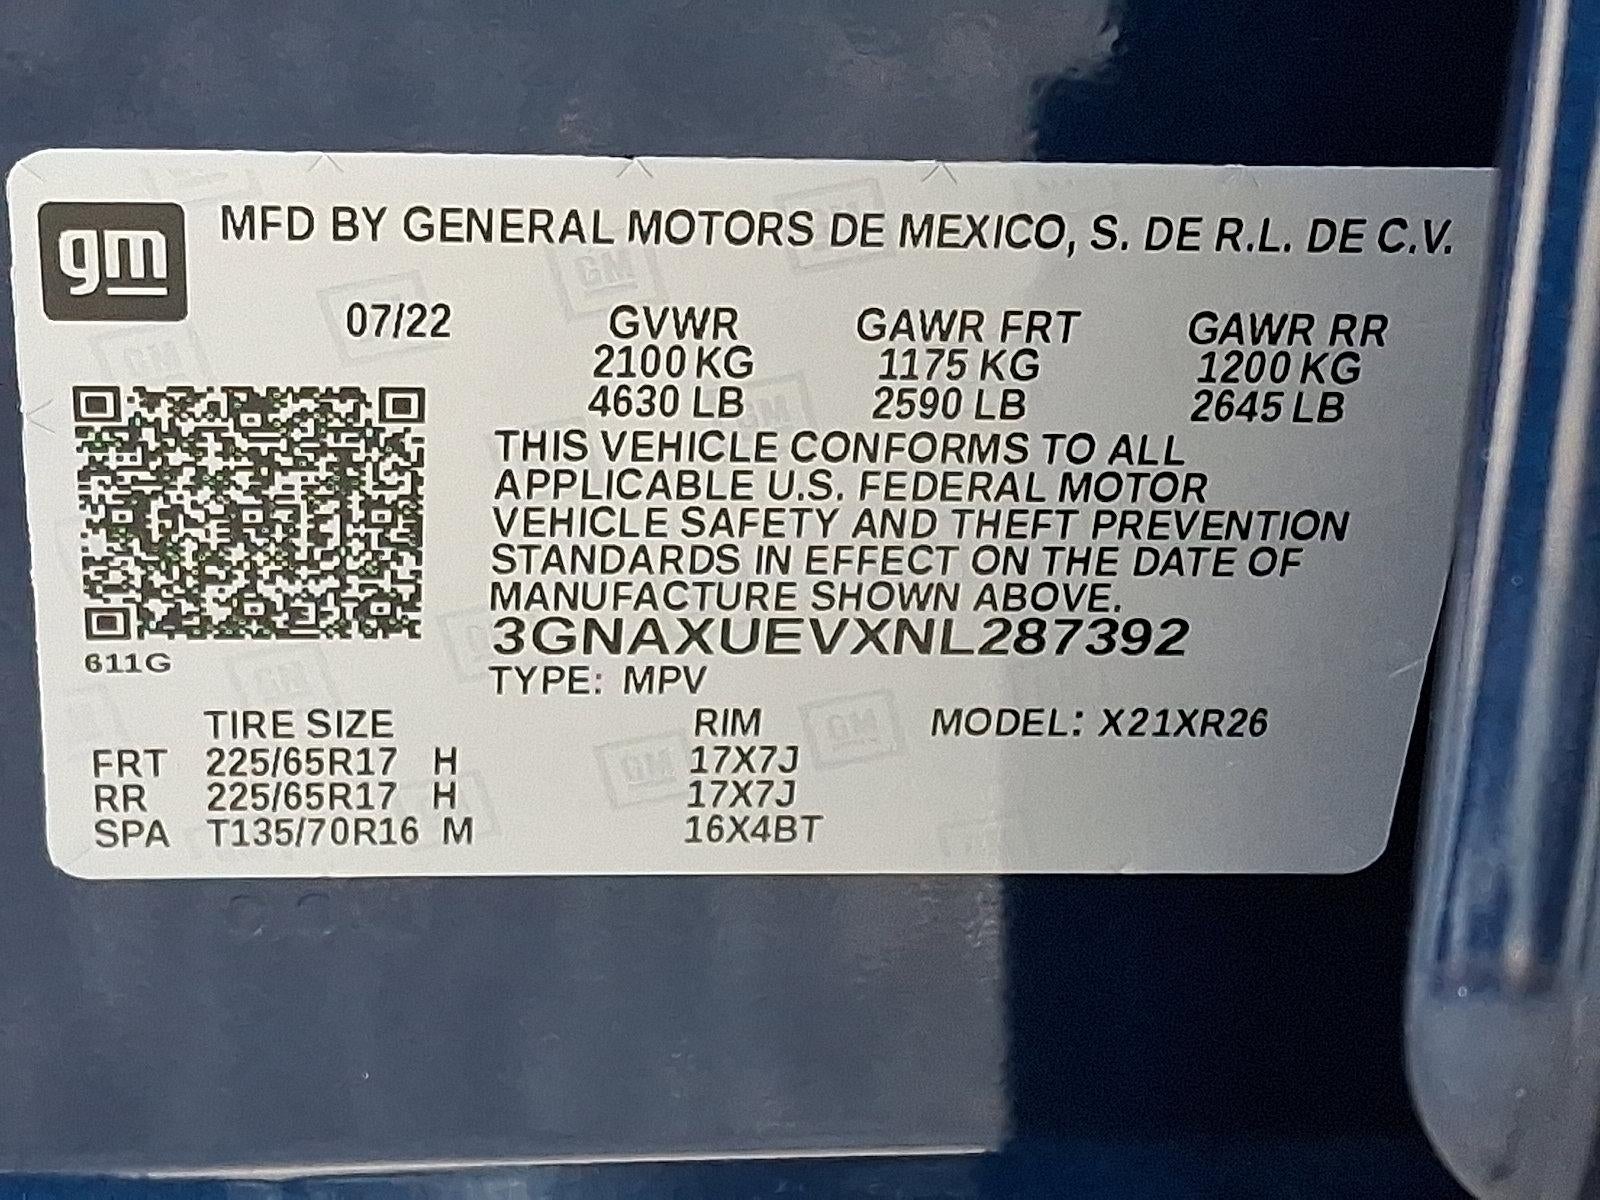 gm MFD BY GENERAL MOTORS DE MEXICO, S. DE R.L. DE C.V.
07/22 GVWR GAWR FRT GAWR RR
2100 KG 1175 KG 1200 KG
4630 LB 2590 LB 2645 LB
THIS VEHICLE CONFORMS TO ALL
APPLICABLE U.S. FEDERAL MOTOR
VEHICLE SAFETY AND THEFT PREVENTION
STANDARDS IN EFFECT ON THE DATE OF
MANUFACTURE SHOWN ABOVE.
3GNAXUEVXNL287392
611G
TYPE: MPV
TIRE SIZE RIM MODEL: X21XR26
FRT 225/65R17 H 17X7J
RR 225/65R17 H 17X7J
SPA T135/70R16 M 16X4BT